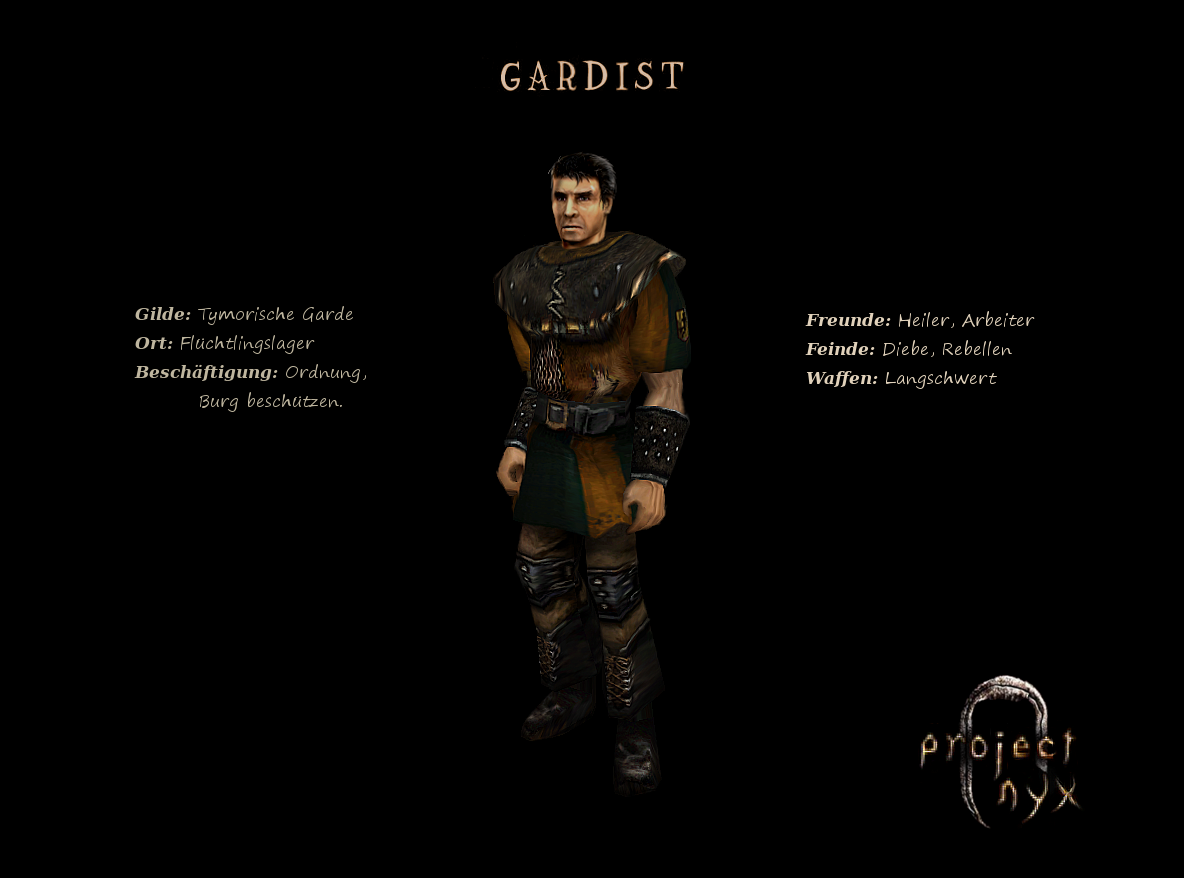 GARDIST
Gilde: Tymorische Garde
Ort: Flüchtlingslager
Beschäftigung: Ordnung,
Burg beschützen.
Freunde: Heiler, Arbeiter
Feinde: Diebe, Rebellen
Waffen: Langschwert
project
nyx